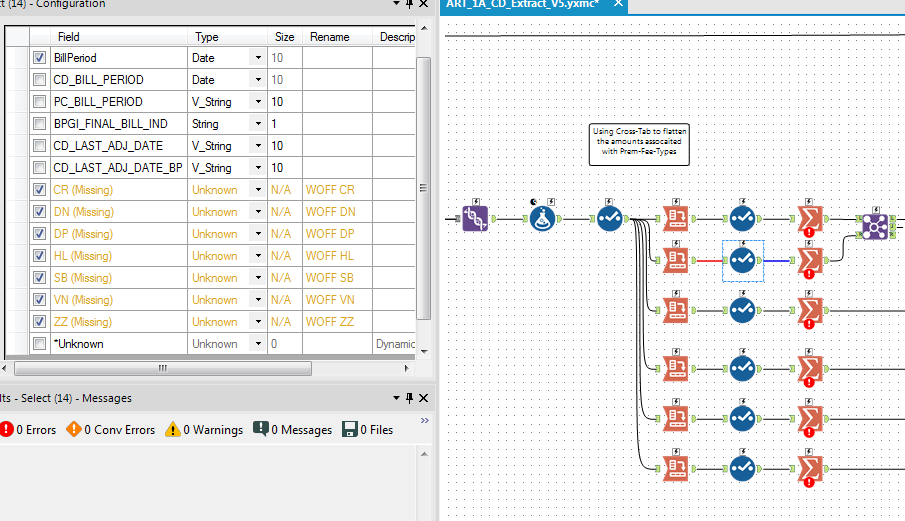 ct (14) - Configuration
Field Type Size Rename Descrip
BillPeriod Date 10
CD_BILL_PERIOD Date 10
PC_BILL_PERIOD V_String 10
BPGI_FINAL_BILL_IND String 1
CD_LAST_ADJ_DATE V_String 10
CD_LAST_ADJ_DATE_BP V_String 10
CR (Missing) Unknown N/A WOFF CR
DN (Missing) Unknown N/A WOFF DN
DP (Missing) Unknown N/A WOFF DP
HL (Missing) Unknown N/A WOFF HL
SB (Missing) Unknown N/A WOFF SB
VN (Missing) Unknown N/A WOFF VN
ZZ (Missing) Unknown N/A WOFF ZZ
*Unknown Unknown 0 Dynamic
lts - Select (14) - Messages
0 Errors 0 Conv Errors 0 Warnings 0 Messages 0 Files
ART_1A_CD_Extract_V5.yxmc*
Using Cross-Tab to flatten
the amounts assocaited
with Prem-Fee-Types